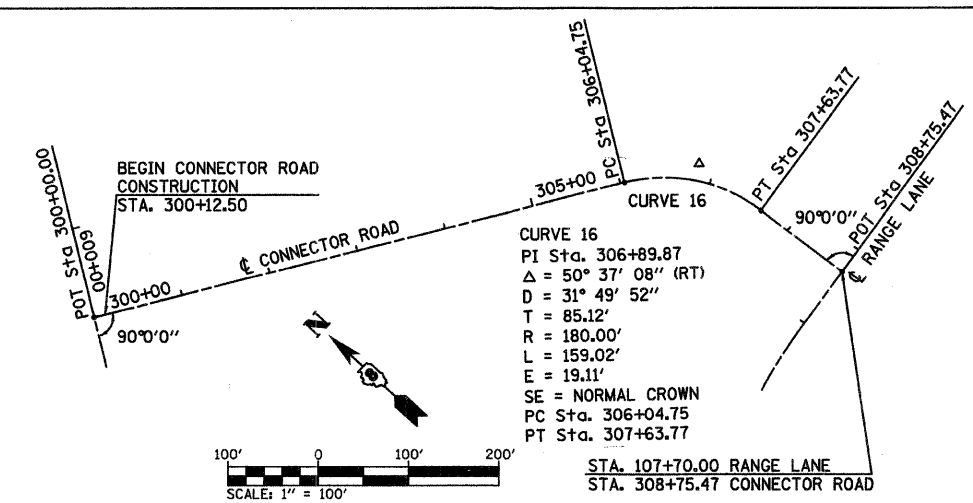 POT Sta 300+00.00
600+00
BEGIN CONNECTOR ROAD
CONSTRUCTION
STA. 300+12.50
300+00
90°0'0"
℄ CONNECTOR ROAD
305+00
PC Sta 306+04.75
Δ
CURVE 16
PT Sta 307+63.77
90°0'0"
POT Sta 308+75.47
℄ RANGE LANE
CURVE 16
PI Sta. 306+89.87
Δ = 50° 37' 08" (RT)
D = 31° 49' 52"
T = 85.12'
R = 180.00'
L = 159.02'
E = 19.11'
SE = NORMAL CROWN
PC Sta. 306+04.75
PT Sta. 307+63.77
N
100' 0 100' 200'
SCALE: 1" = 100'
STA. 107+70.00 RANGE LANE
STA. 308+75.47 CONNECTOR ROAD